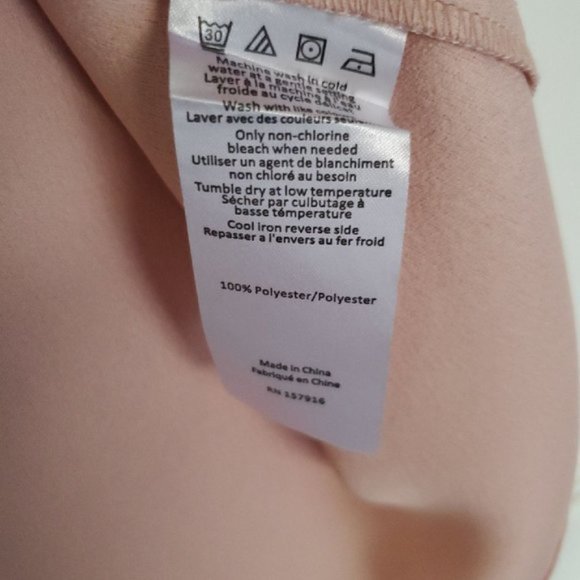 30
Machine wash in cold
water at a gentle setting
Laver à la machine à l'eau
froide au cycle délicat
Wash with like
Laver avec des couleurs
Only non-chlorine
bleach when needed
Utiliser un agent de blanchiment
non chloré au besoin
Tumble dry at low temperature
Sécher par culbutage à
basse température
Cool iron reverse side
Repasser a l'envers au fer froid
100% Polyester/Polyester
Made in China
Fabriqué en Chine
RN 157916